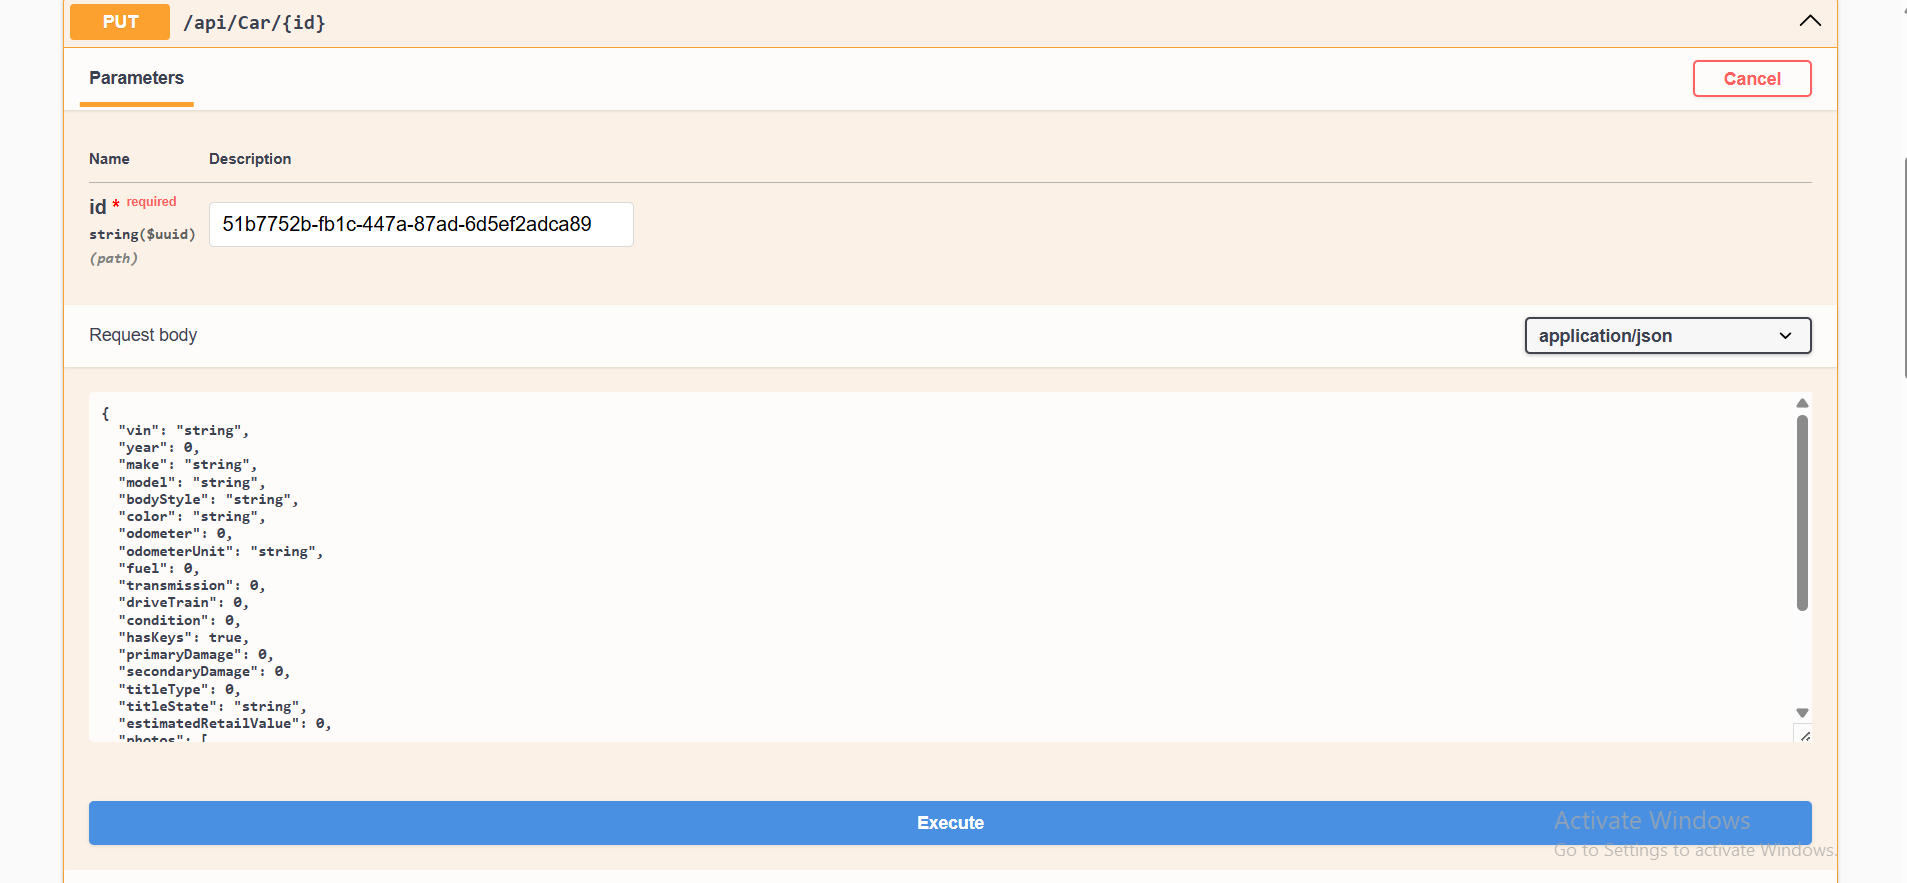 PUT /api/Car/{id}
Parameters
Cancel
Name Description
id * required
string($uuid)
(path)
51b7752b-fb1c-447a-87ad-6d5ef2adca89
Request body
application/json
{
"vin": "string",
"year": 0,
"make": "string",
"model": "string",
"bodyStyle": "string",
"color": "string",
"odometer": 0,
"odometerUnit": "string",
"fuel": 0,
"transmission": 0,
"driveTrain": 0,
"condition": 0,
"hasKeys": true,
"primaryDamage": 0,
"secondaryDamage": 0,
"titleType": 0,
"titleState": "string",
"estimatedRetailValue": 0,
"photos": [
Execute
Activate Windows
Go to Settings to activate Windows.